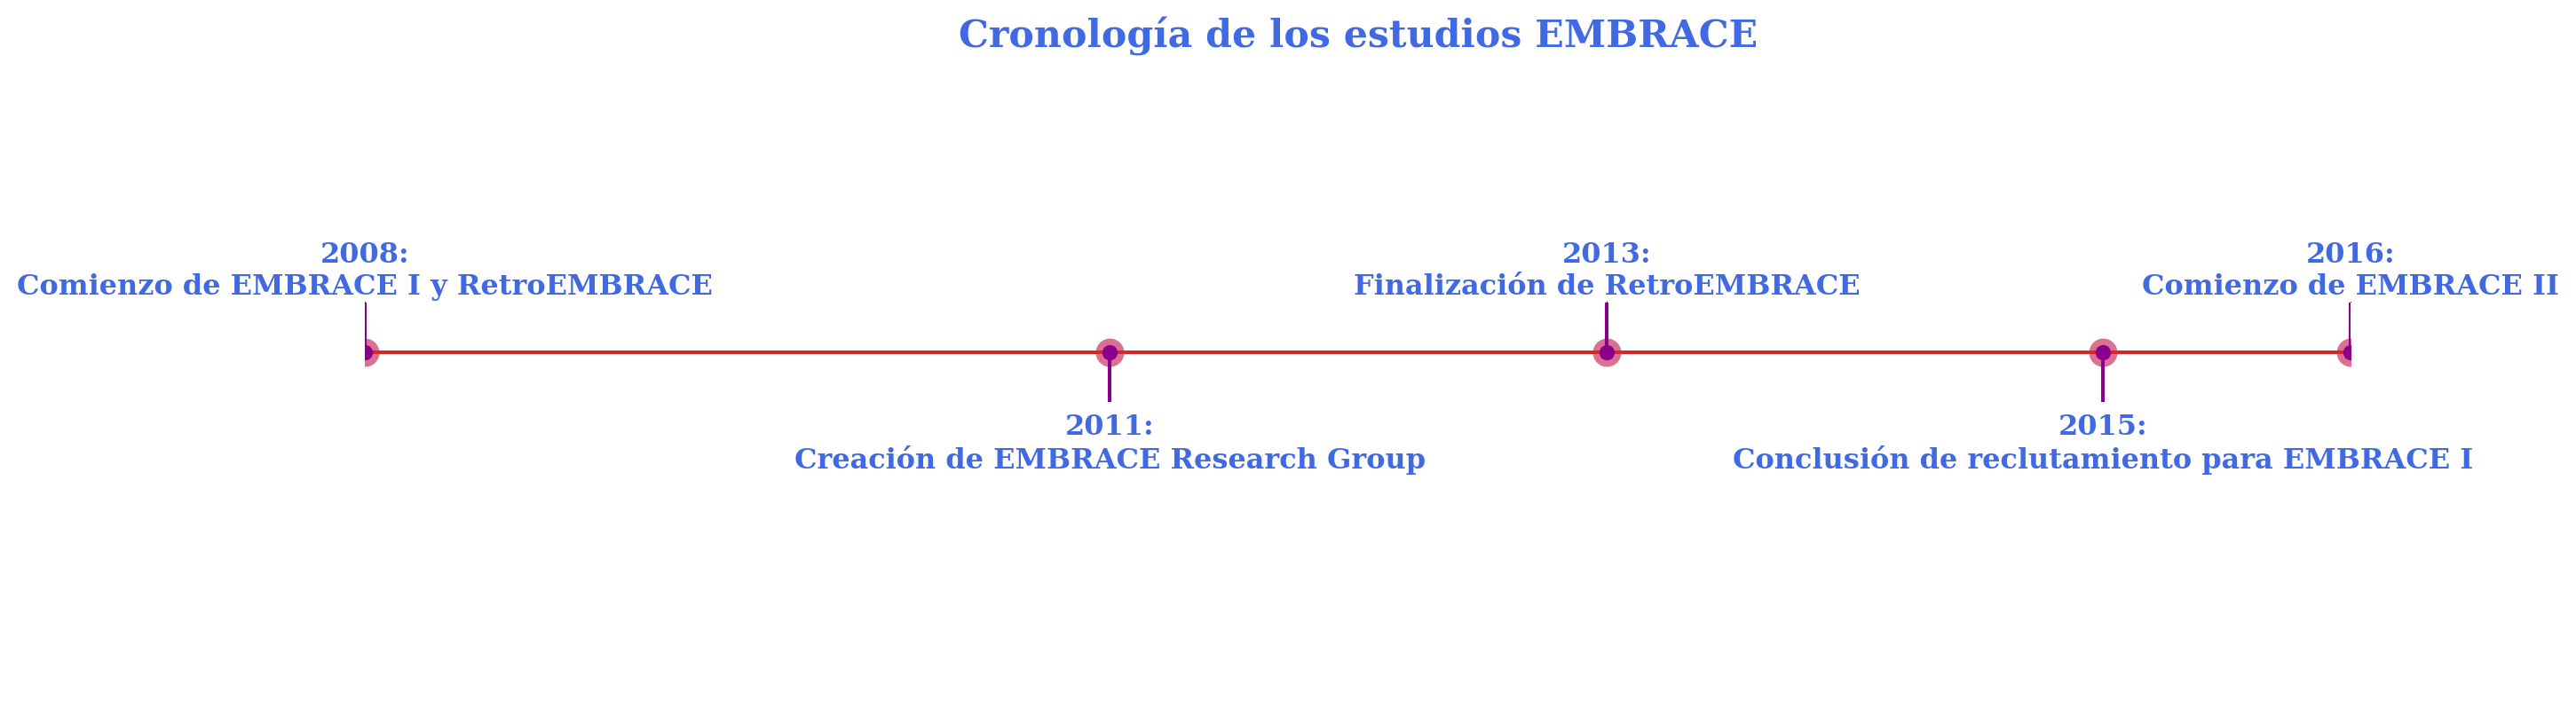 Cronología de los estudios EMBRACE
2008:
Comienzo de EMBRACE I y RetroEMBRACE
2011:
Creación de EMBRACE Research Group
2013:
Finalización de RetroEMBRACE
2015:
Conclusión de reclutamiento para EMBRACE I
2016:
Comienzo de EMBRACE II